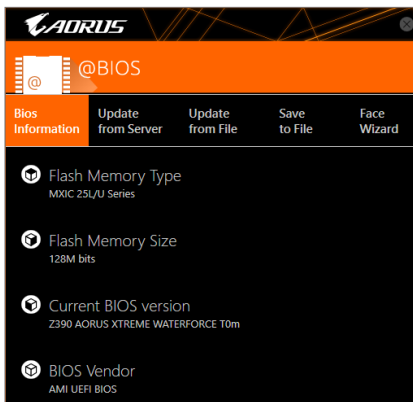 AORUS
@
@BIOS
Bios Information
Update from Server
Update from File
Save to File
Face Wizard
Flash Memory Type
MXIC 25L/U Series
Flash Memory Size
128M bits
Current BIOS version
Z390 AORUS XTREME WATERFORCE T0m
BIOS Vendor
AMI UEFI BIOS